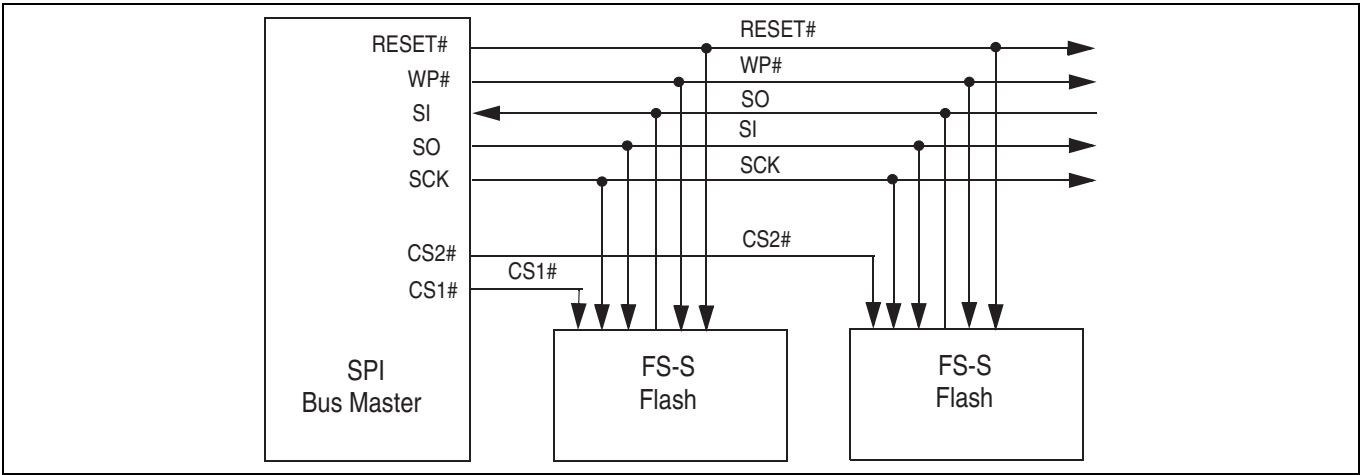 RESET# RESET#
WP# WP#
SI SO
SO SI
SCK SCK
CS2# CS2#
CS1# CS1#
SPI
Bus Master
FS-S
Flash
FS-S
Flash